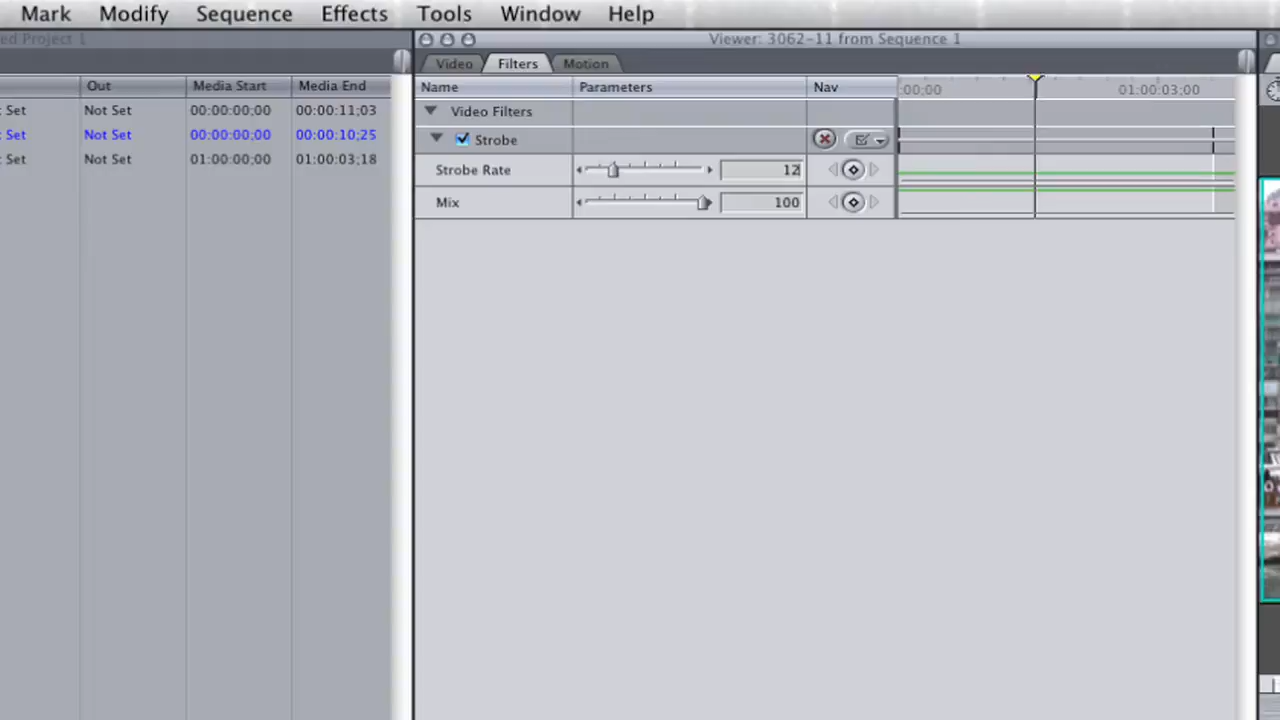 Mark Modify Sequence Effects Tools Window Help
ed Project 1
Viewer: 3062-11 from Sequence 1
Video Filters Motion
Out Media Start Media End
Name Parameters Nav
:00;00 01:00:03;00
Set Not Set 00:00:00;00 00:00:11;03
Video Filters
Set Not Set 00:00:00;00 00:00:10;25
Strobe
Set Not Set 01:00:00;00 01:00:03;18
Strobe Rate 12
Mix 100